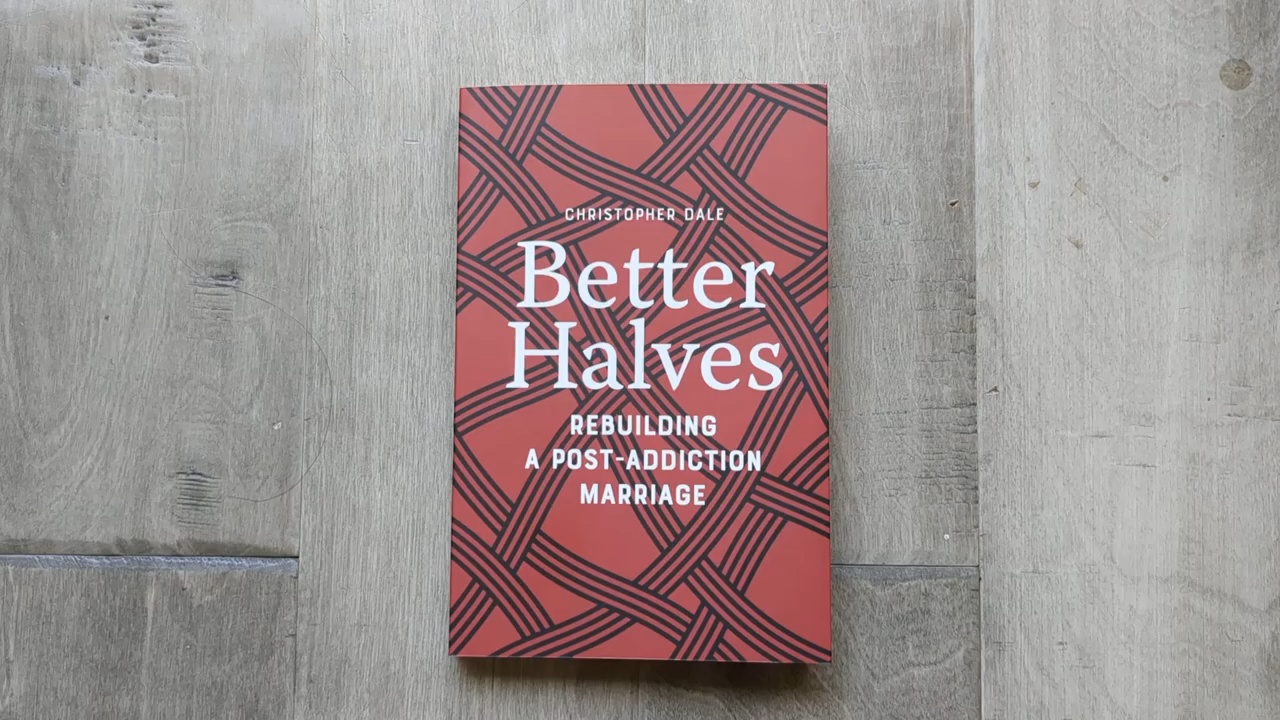 CHRISTOPHER DALE
Better
Halves
REBUILDING
A POST-ADDICTION
MARRIAGE